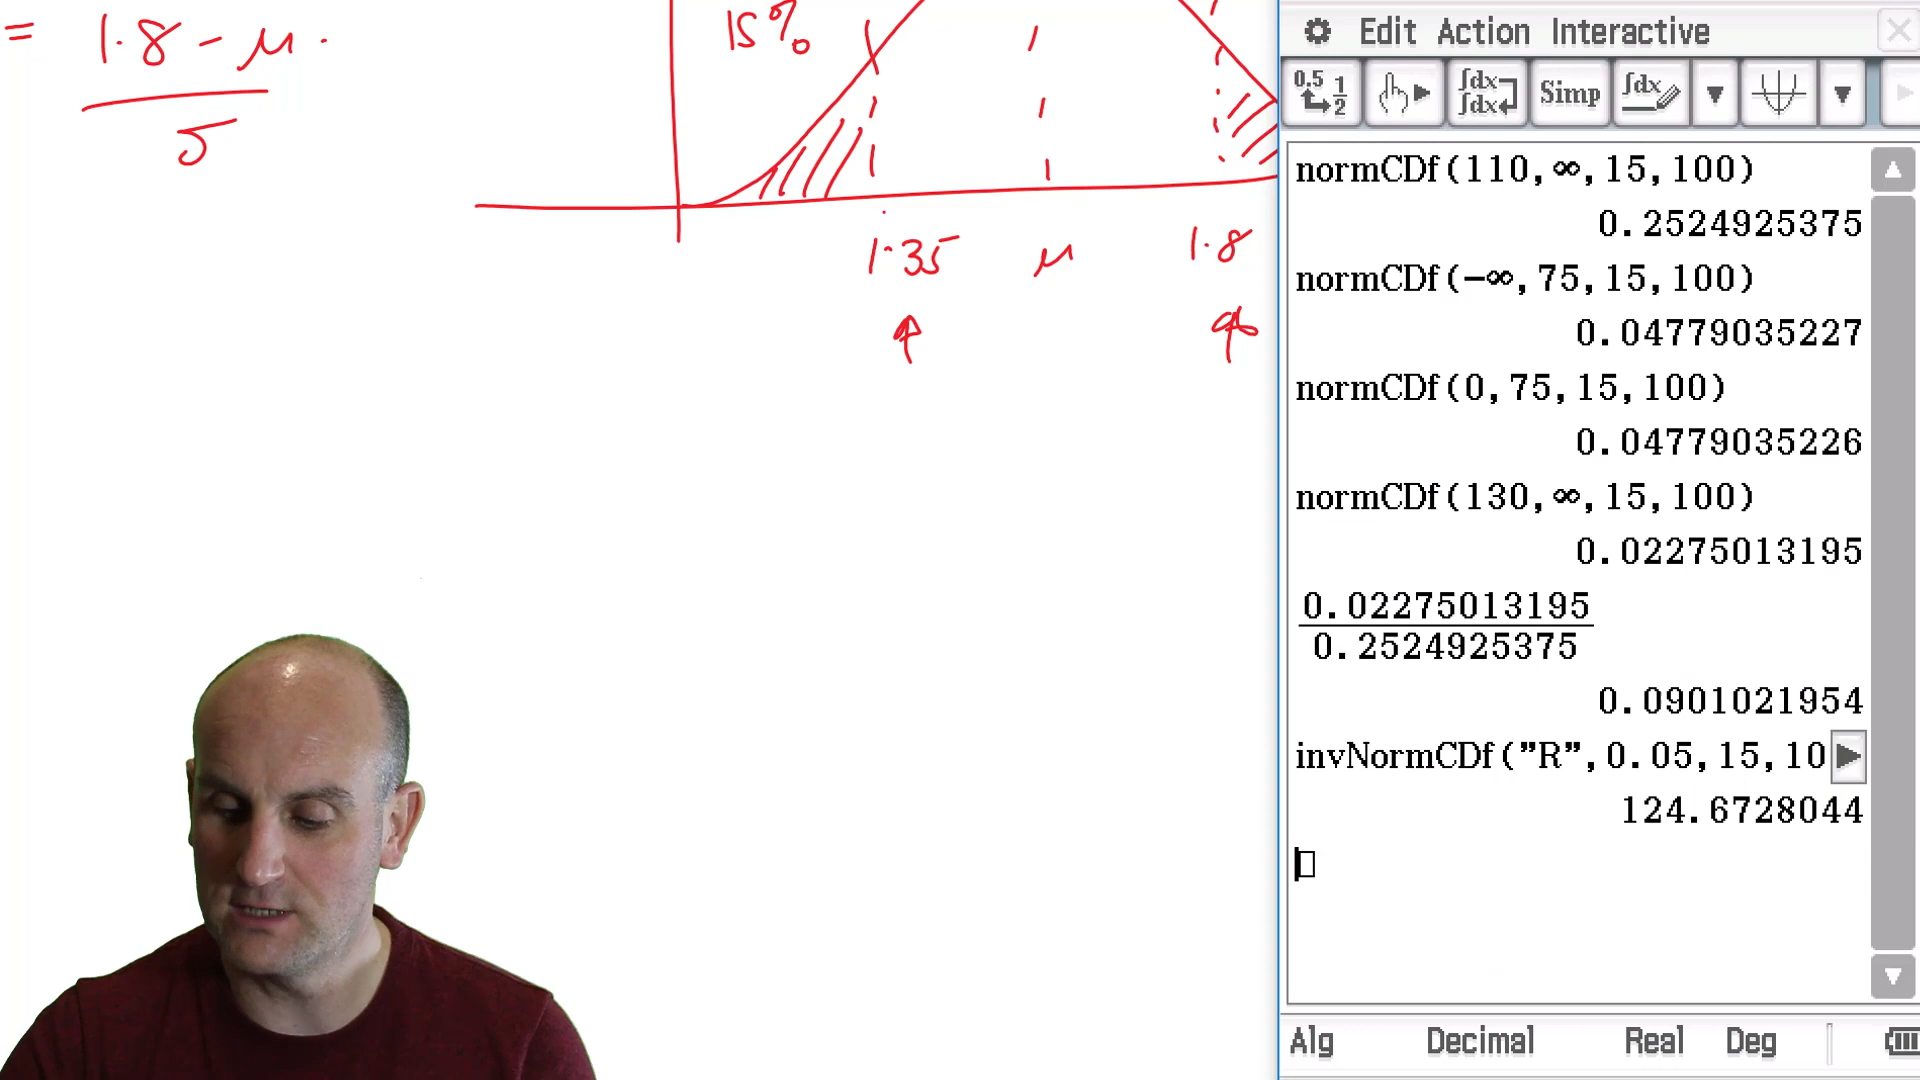 = 1.8 - μ.
σ
15%
1.35 μ 1.8
Edit Action Interactive
0.5 1/2 ∫dx ∫dx Simp ∫dx
normCDf(110,∞,15,100)
0.2524925375
normCDf(-∞,75,15,100)
0.04779035227
normCDf(0,75,15,100)
0.04779035226
normCDf(130,∞,15,100)
0.02275013195
0.02275013195
0.2524925375
0.0901021954
invNormCDf("R",0.05,15,10
124.6728044
Alg Decimal Real Deg